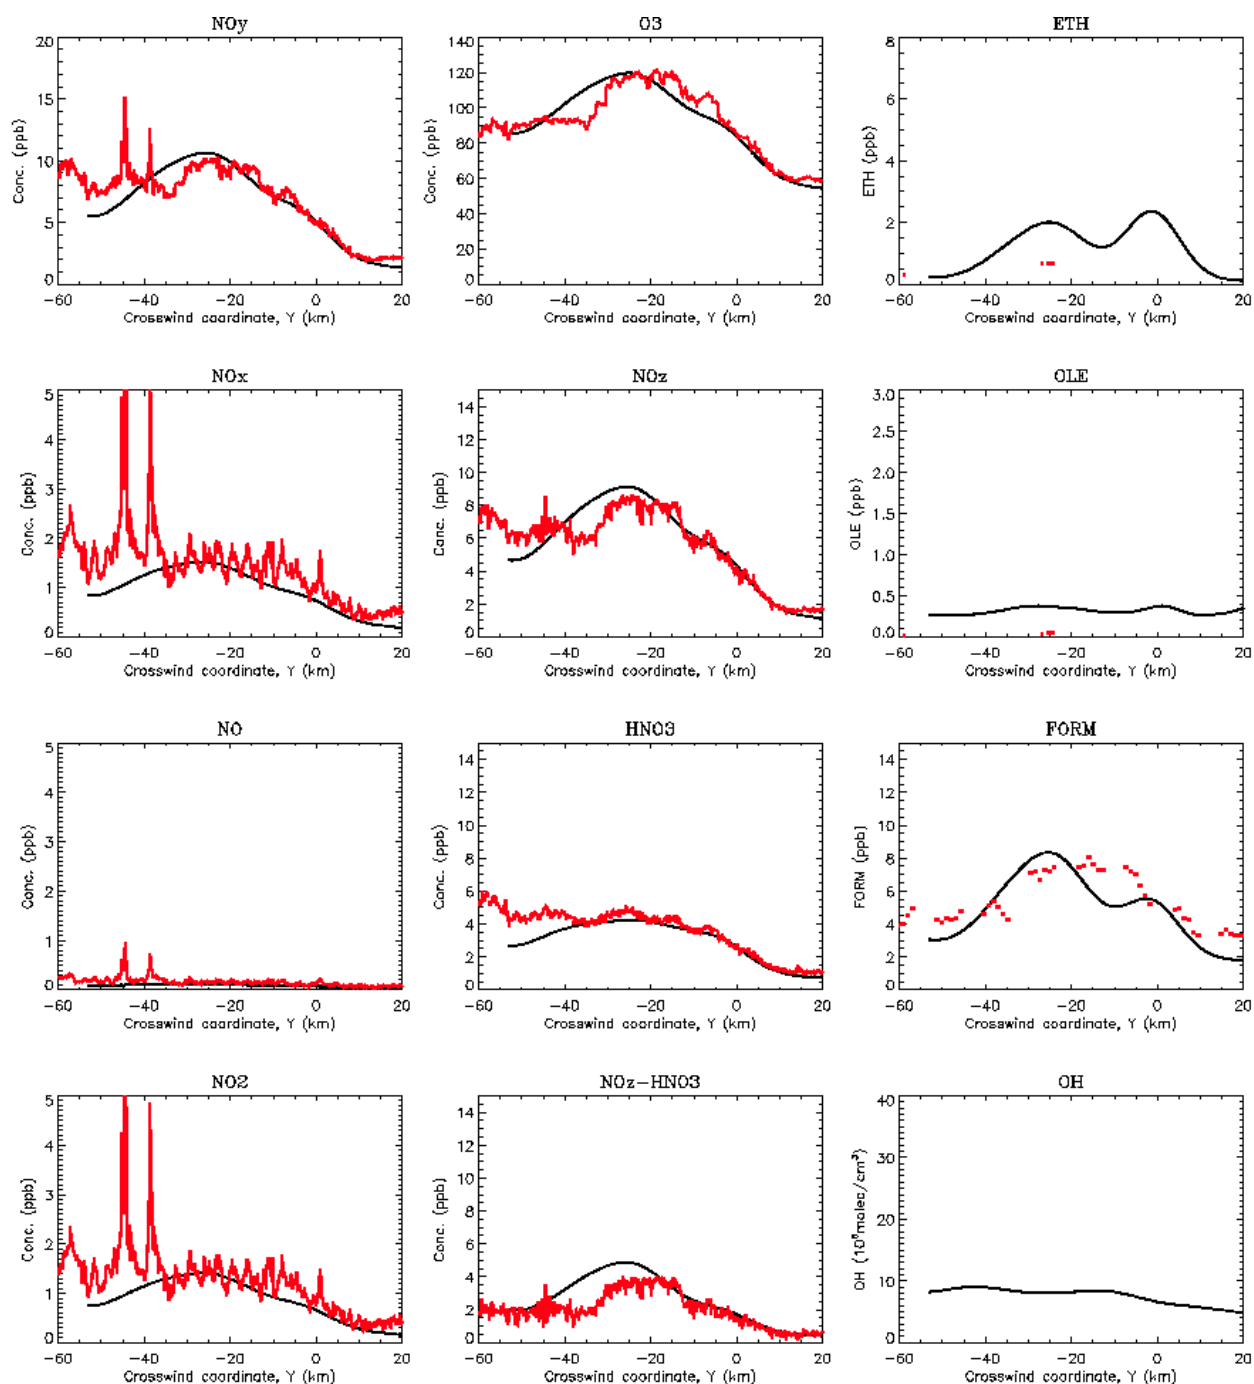 NOy
20
15
10
5
0
Conc. (ppb)
-60 -40 -20 0 20
Crosswind coordinate, Y (km)
O3
140
120
100
80
60
40
20
0
Conc. (ppb)
-60 -40 -20 0 20
Crosswind coordinate, Y (km)
ETH
8
6
4
2
0
ETH (ppb)
-60 -40 -20 0 20
Crosswind coordinate, Y (km)
NOx
5
4
3
2
1
0
Conc. (ppb)
-60 -40 -20 0 20
Crosswind coordinate, Y (km)
NOz
14
12
10
8
6
4
2
0
Conc. (ppb)
-60 -40 -20 0 20
Crosswind coordinate, Y (km)
OLE
3.0
2.5
2.0
1.5
1.0
0.5
0.0
OLE (ppb)
-60 -40 -20 0 20
Crosswind coordinate, Y (km)
NO
5
4
3
2
1
0
Conc. (ppb)
-60 -40 -20 0 20
Crosswind coordinate, Y (km)
HNO3
14
12
10
8
6
4
2
0
Conc. (ppb)
-60 -40 -20 0 20
Crosswind coordinate, Y (km)
FORM
14
12
10
8
6
4
2
0
FORM (ppb)
-60 -40 -20 0 20
Crosswind coordinate, Y (km)
NO2
5
4
3
2
1
0
Conc. (ppb)
-60 -40 -20 0 20
Crosswind coordinate, Y (km)
NOz-HNO3
14
12
10
8
6
4
2
0
Conc. (ppb)
-60 -40 -20 0 20
Crosswind coordinate, Y (km)
OH
40
30
20
10
0
OH (10⁶molec/cm³)
-60 -40 -20 0 20
Crosswind coordinate, Y (km)